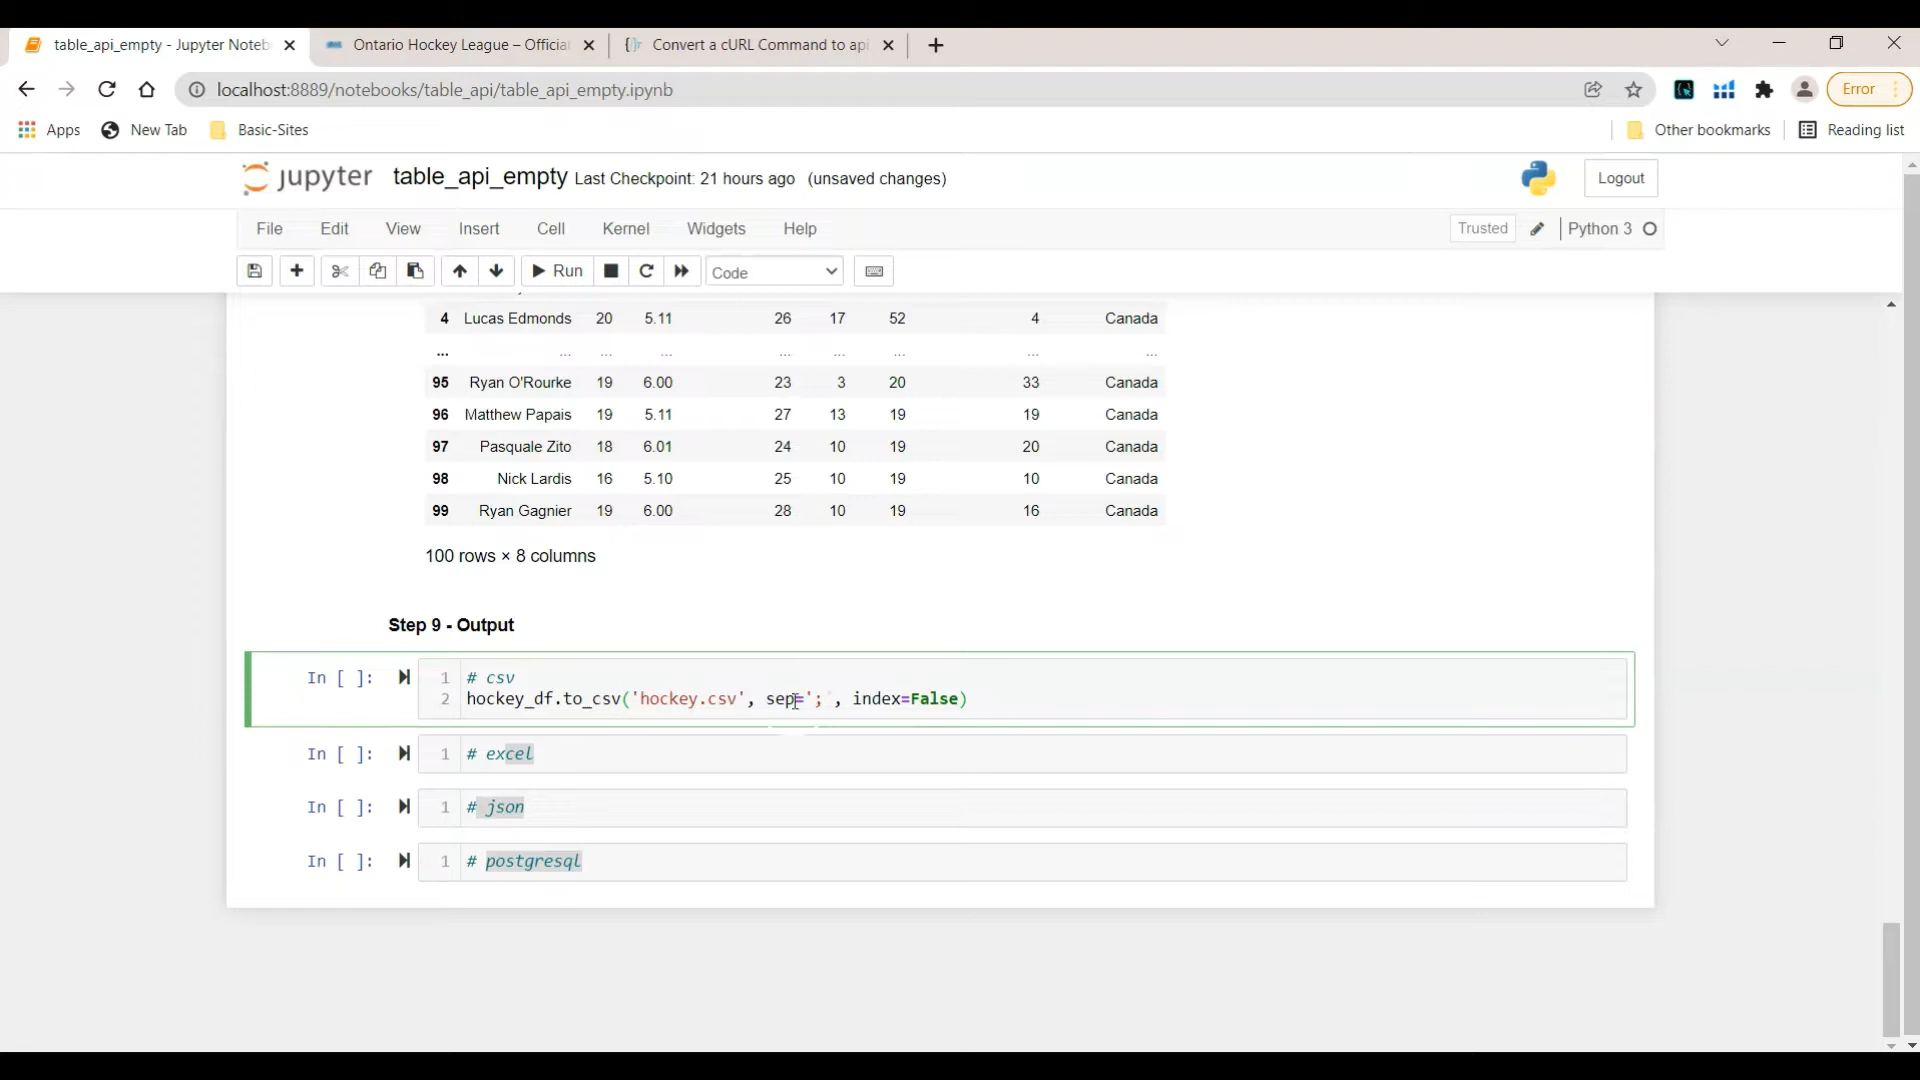 table_api_empty - Jupyter Noteb
Ontario Hockey League – Official
Convert a cURL Command to api
localhost:8889/notebooks/table_api/table_api_empty.ipynb
Error
Apps
New Tab
Basic-Sites
Other bookmarks
Reading list
jupyter table_api_empty Last Checkpoint: 21 hours ago (unsaved changes)
Logout
File Edit View Insert Cell Kernel Widgets Help
Trusted
Python 3
Run
Code
4 Lucas Edmonds 20 5.11 26 17 52 4 Canada
... ... ... ... ... ... ... ... ...
95 Ryan O'Rourke 19 6.00 23 3 20 33 Canada
96 Matthew Papais 19 5.11 27 13 19 19 Canada
97 Pasquale Zito 18 6.01 24 10 19 20 Canada
98 Nick Lardis 16 5.10 25 10 19 10 Canada
99 Ryan Gagnier 19 6.00 28 10 19 16 Canada
100 rows × 8 columns
Step 9 - Output
In [ ]: 1 # csv
2 hockey_df.to_csv('hockey.csv', sep=';', index=False)
In [ ]: 1 # excel
In [ ]: 1 # json
In [ ]: 1 # postgresql